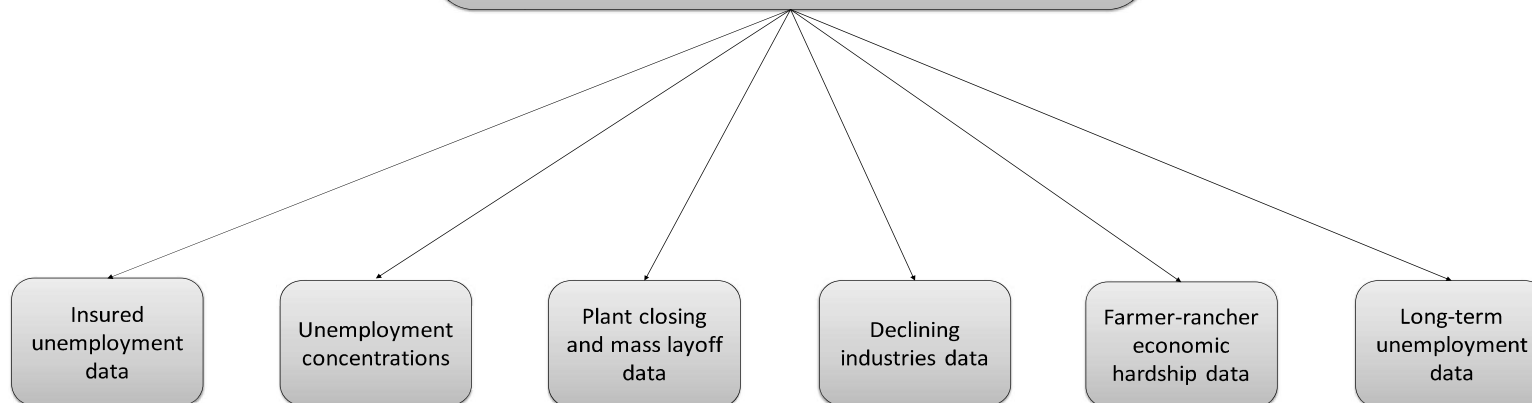 Insured
unemployment
data
Unemployment
concentrations
Plant closing
and mass layoff
data
Declining
industries data
Farmer-rancher
economic
hardship data
Long-term
unemployment
data